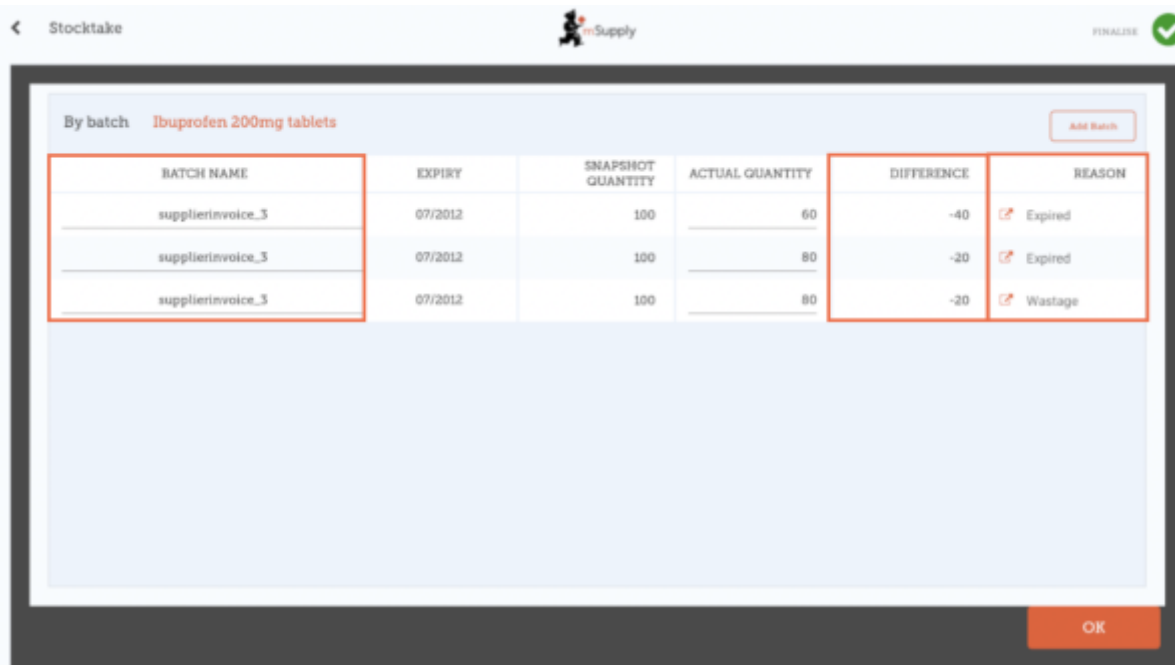 Stocktake
mSupply
FINALISE
By batch Ibuprofen 200mg tablets
Add Batch
BATCH NAME EXPIRY SNAPSHOT QUANTITY ACTUAL QUANTITY DIFFERENCE REASON
supplierinvoice_3 07/2012 100 60 -40 Expired
supplierinvoice_3 07/2012 100 80 -20 Expired
supplierinvoice_3 07/2012 100 80 -20 Wastage
OK